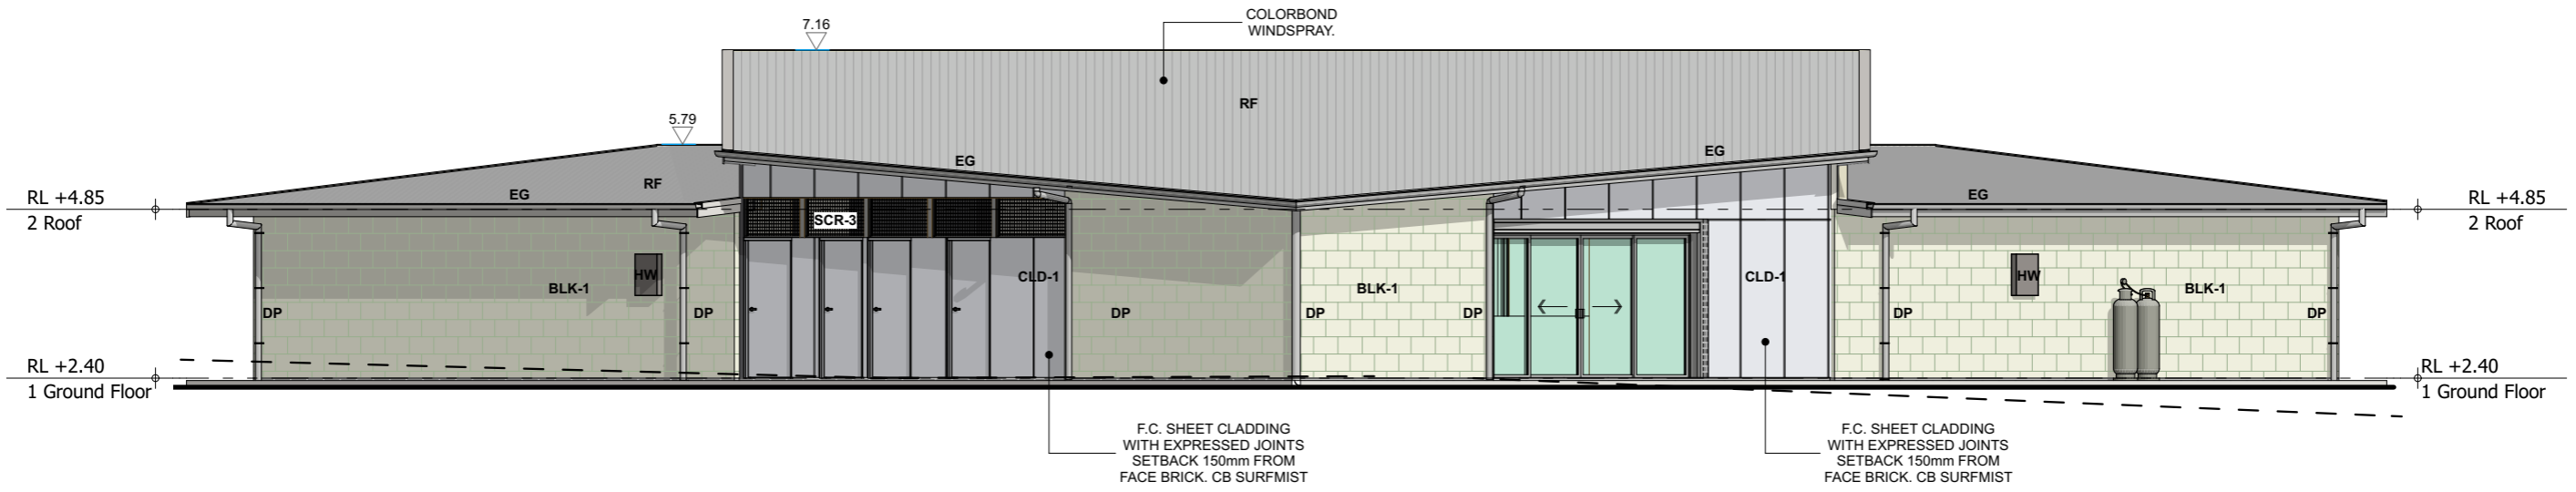 COLORBOND
WINDSPRAY.
7.16
5.79
RF
EG
EG
RL +4.85
2 Roof
EG
RF
SCR-3
EG
RL +4.85
2 Roof
HW
BLK-1
CLD-1
BLK-1
CLD-1
HW
BLK-1
DP
DP
DP
DP
DP
DP
DP
RL +2.40
1 Ground Floor
RL +2.40
1 Ground Floor
F.C. SHEET CLADDING
WITH EXPRESSED JOINTS
SETBACK 150mm FROM
FACE BRICK. CB SURFMIST
F.C. SHEET CLADDING
WITH EXPRESSED JOINTS
SETBACK 150mm FROM
FACE BRICK. CB SURFMIST